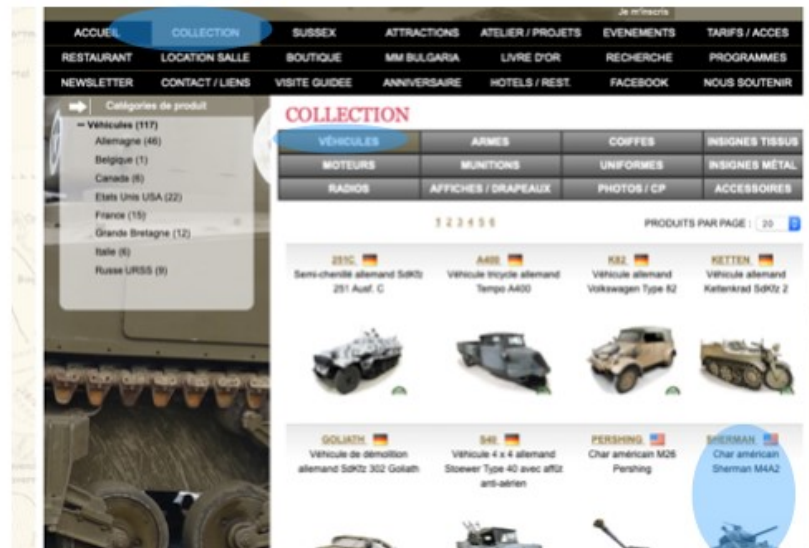 Je m'inscris
ACCUEIL COLLECTION SUSSEX ATTRACTIONS ATELIER / PROJETS EVENEMENTS TARIFS / ACCES
RESTAURANT LOCATION SALLE BOUTIQUE MM BULGARIA LIVRE D'OR RECHERCHE PROGRAMMES
NEWSLETTER CONTACT / LIENS VISITE GUIDEE ANNIVERSAIRE HOTELS / REST. FACEBOOK NOUS SOUTENIR
Catégories de produit
– Véhicules (117)
Allemagne (46)
Belgique (1)
Canada (6)
Etats Unis USA (22)
France (15)
Grande Bretagne (12)
Italie (6)
Russe URSS (9)
COLLECTION
VÉHICULES ARMES COIFFES INSIGNES TISSUS
MOTEURS MUNITIONS UNIFORMES INSIGNES MÉTAL
RADIOS AFFICHES / DRAPEAUX PHOTOS / CP ACCESSOIRES
1 2 3 4 5 6 PRODUITS PAR PAGE : 20
251C A400 K82 KETTEN
Semi-chenillé allemand SdKfz Véhicule tricycle allemand Véhicule allemand Véhicule allemand
251 Ausf. C Tempo A400 Volkswagen Type 82 Kettenkrad SdKfz 2
GOLIATH S40 PERSHING SHERMAN
Véhicule de démolition Véhicule 4 x 4 allemand Char américain M26 Char américain
allemand SdKfz 302 Goliath Stoewer Type 40 avec affût Pershing Sherman M4A2
anti-aérien